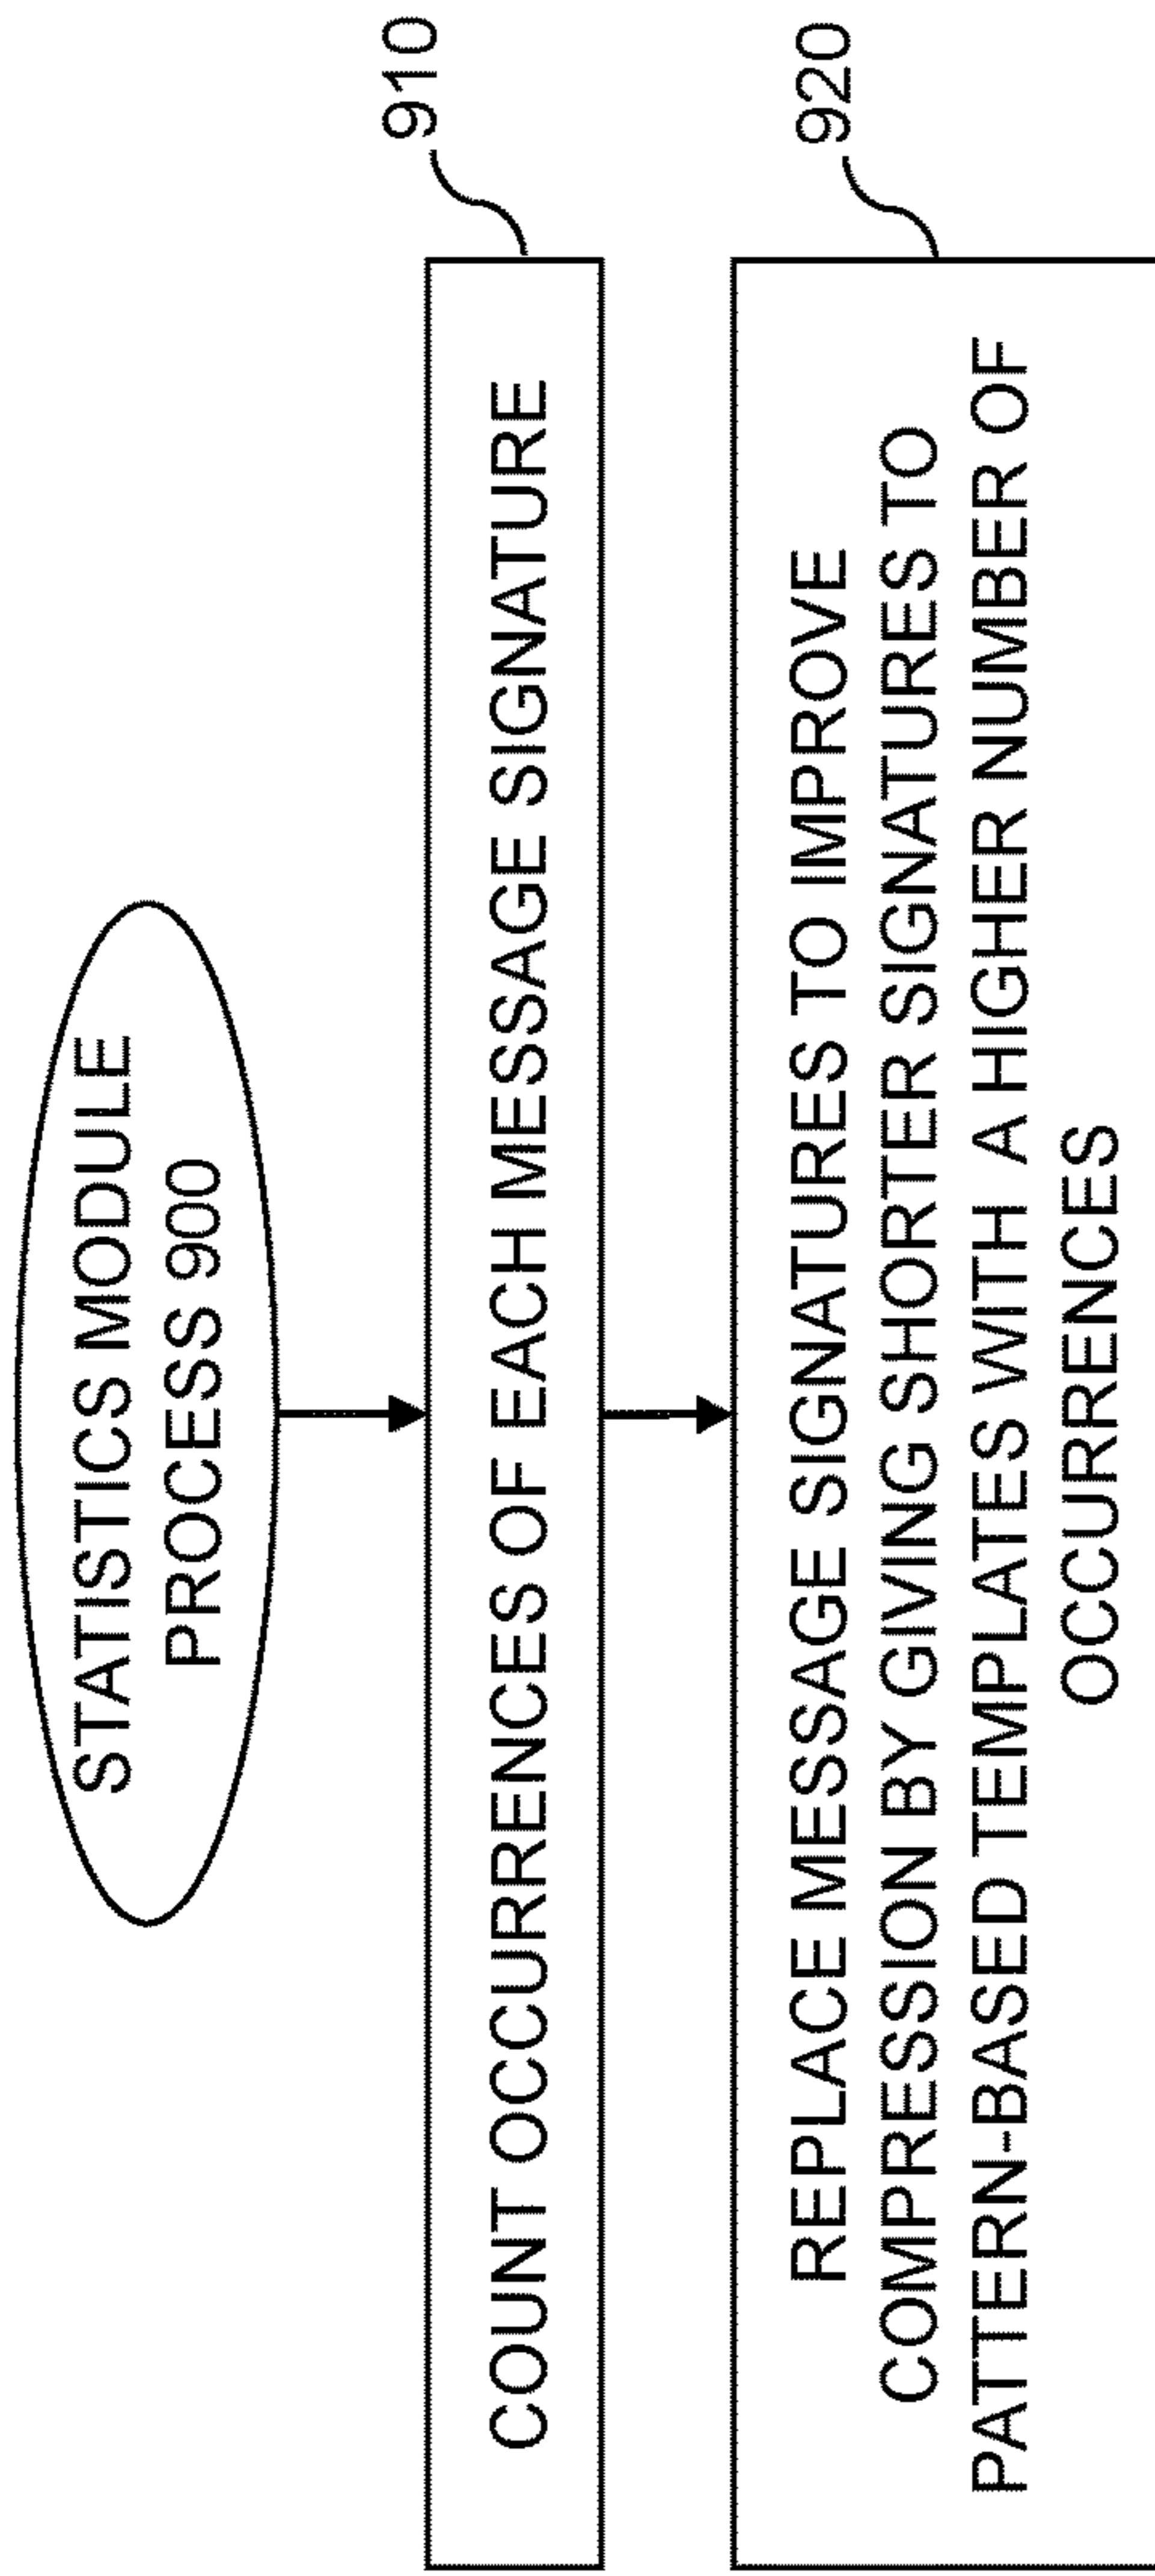 STATISTICS MODULE
PROCESS 900
910
COUNT OCCURRENCES OF EACH MESSAGE SIGNATURE
920
REPLACE MESSAGE SIGNATURES TO IMPROVE
COMPRESSION BY GIVING SHORTER SIGNATURES TO
PATTERN-BASED TEMPLATES WITH A HIGHER NUMBER OF
OCCURRENCES